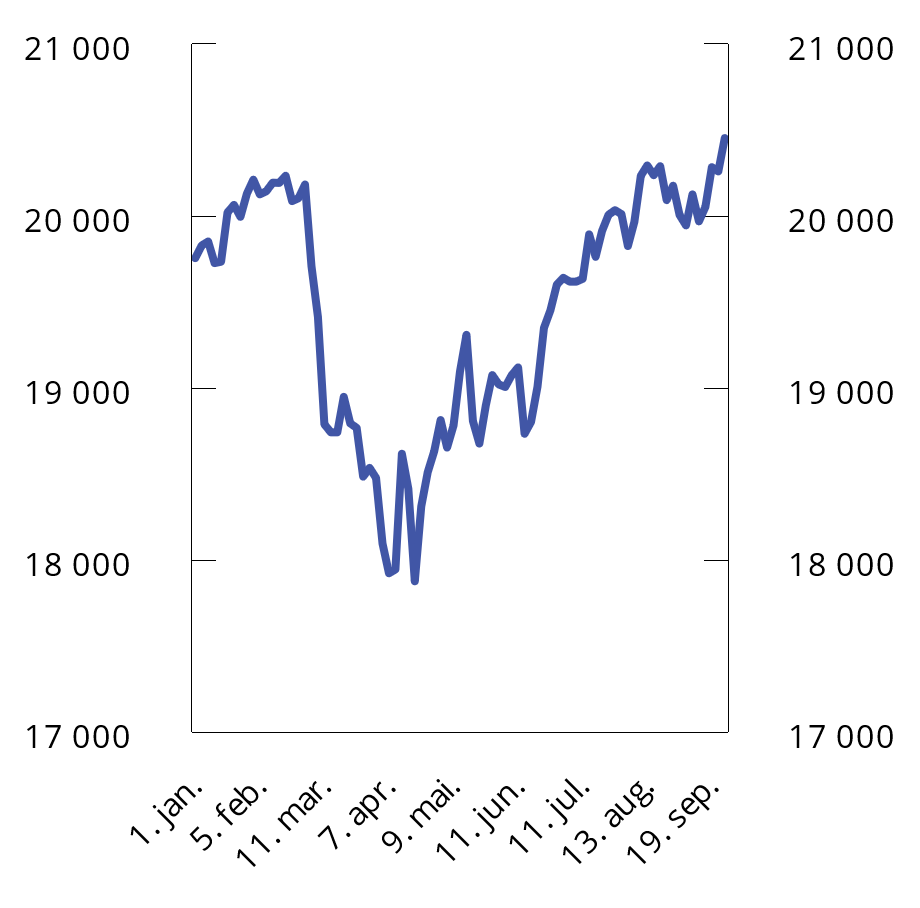 21 000
20 000
19 000
18 000
17 000
21 000
20 000
19 000
18 000
17 000
1. jan.
5. feb.
11. mar.
7. apr.
9. mai.
11. jun.
11. jul.
13. aug.
19. sep.